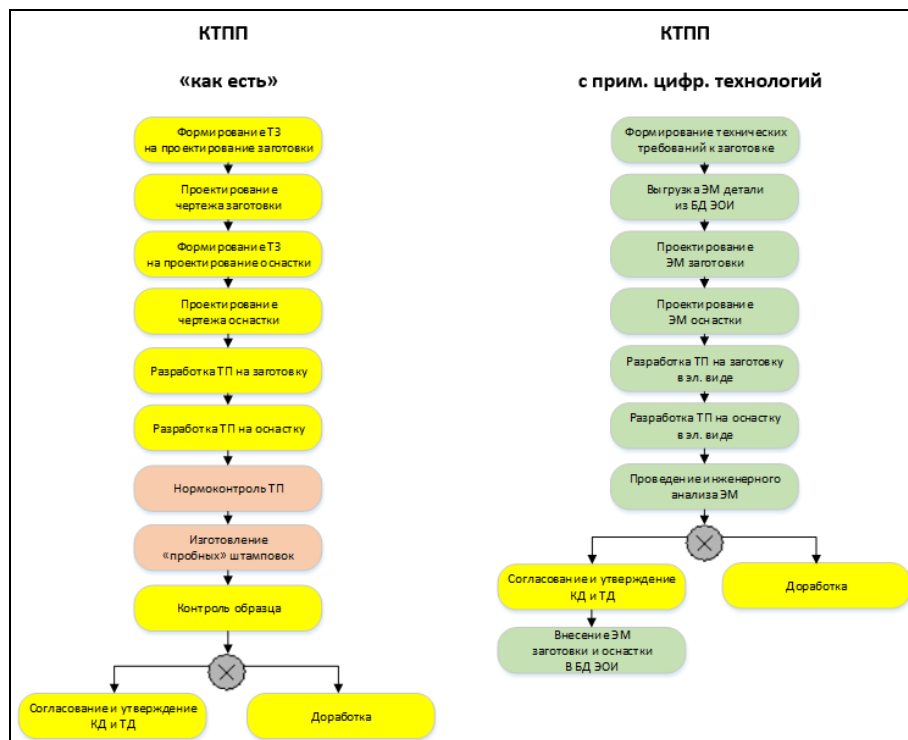 КТПП
«как есть»
Формирование ТЗ
на проектирование заготовки
Проектирование
чертежа заготовки
Формирование ТЗ
на проектирование оснастки
Проектирование
чертежа оснастки
Разработка ТП на заготовку
Разработка ТП на оснастку
Нормоконтроль ТП
Изготовление
«пробных» штамповок
Контроль образца
Согласование и утверждение
КД и ТД
Доработка
КТПП
с прим. цифр. технологий
Формирование технических
требований к заготовке
Выгрузка ЭМ детали
из БД ЭОИ
Проектирование
ЭМ заготовки
Проектирование
ЭМ оснастки
Разработка ТП на заготовку
в эл. виде
Разработка ТП на оснастку
в эл. виде
Проведение инженерного
анализа ЭМ
Согласование и утверждение
КД и ТД
Доработка
Внесение ЭМ
заготовки и оснастки
В БД ЭОИ